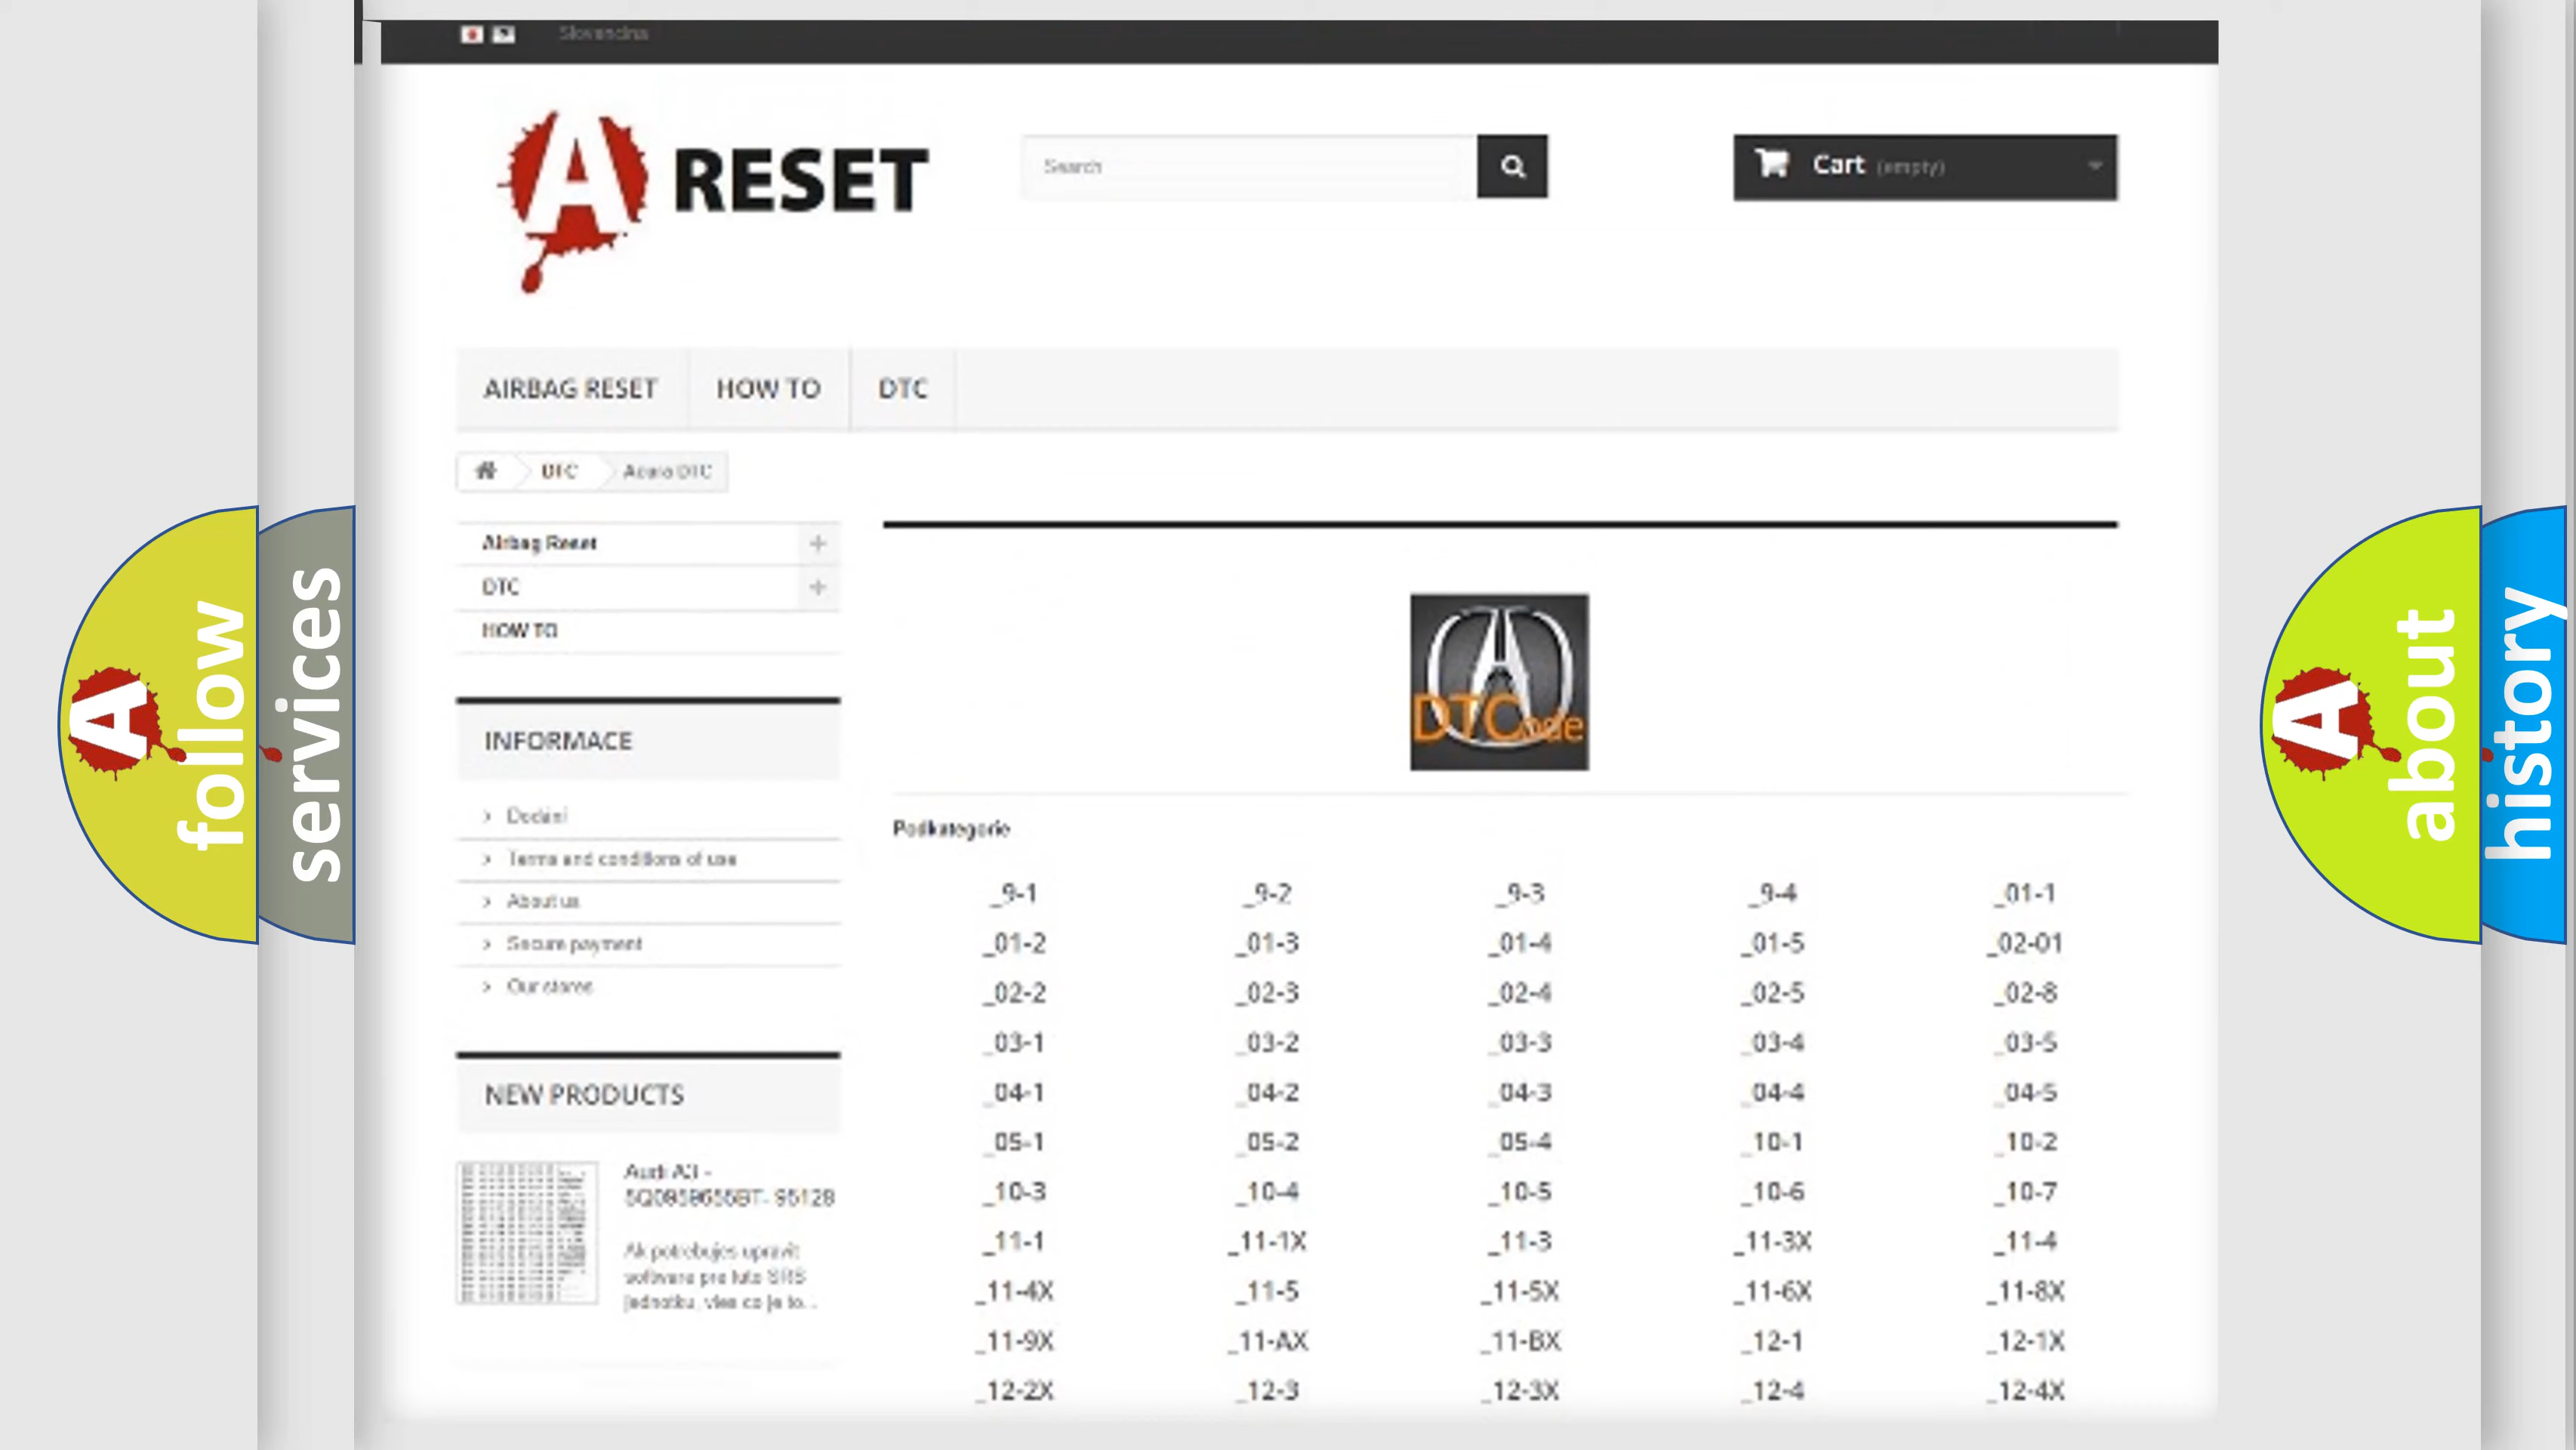 Slovencina
A RESET
Search
Cart (empty)
AIRBAG RESET HOW TO DTC
DTC Acura DTC
Airbag Reset
DTC
HOW TO
INFORMACE
Dodání
Terms and conditions of use
About us
Secure payment
Our stores
NEW PRODUCTS
Audi A3 -
5Q0959655BT- 95128
Ak potrebujes upravit
software pre tuto SRS
jednotku, vies co je to...
DTCode
Podkategorie
_9-1 _9-2 _9-3 _9-4 _01-1
_01-2 _01-3 _01-4 _01-5 _02-01
_02-2 _02-3 _02-4 _02-5 _02-8
_03-1 _03-2 _03-3 _03-4 _03-5
_04-1 _04-2 _04-3 _04-4 _04-5
_05-1 _05-2 _05-4 _10-1 _10-2
_10-3 _10-4 _10-5 _10-6 _10-7
_11-1 _11-1X _11-3 _11-3X _11-4
_11-4X _11-5 _11-5X _11-6X _11-8X
_11-9X _11-AX _11-BX _12-1 _12-1X
_12-2X _12-3 _12-3X _12-4 _12-4X
A follow
services
A about
history